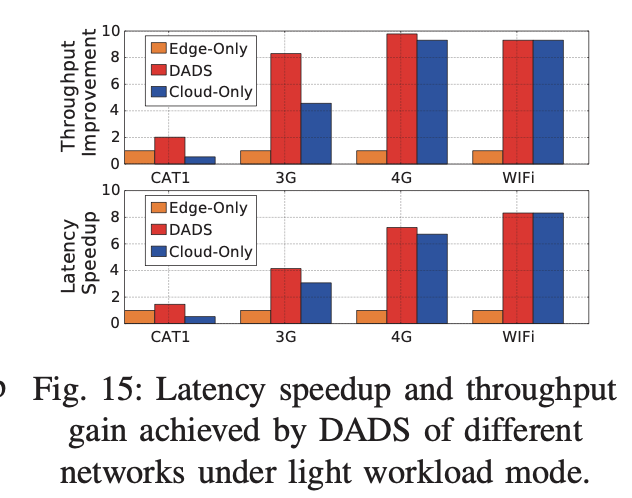 Throughput
Improvement
10
8
6
4
2
0
Edge-Only
DADS
Cloud-Only
CAT1 3G 4G WIFi
Latency
Speedup
10
8
6
4
2
0
Edge-Only
DADS
Cloud-Only
CAT1 3G 4G WIFi
Fig. 15: Latency speedup and throughput
gain achieved by DADS of different
networks under light workload mode.